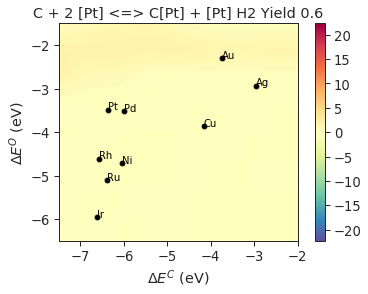 C + 2 [Pt] <=> C[Pt] + [Pt] H2 Yield 0.6
−2
−3
−4
−5
−6
ΔE^O (eV)
Au
Ag
Pt
Pd
Cu
Rh
Ni
Ru
Ir
−7
−6
−5
−4
−3
−2
ΔE^C (eV)
20
15
10
5
0
−5
−10
−15
−20